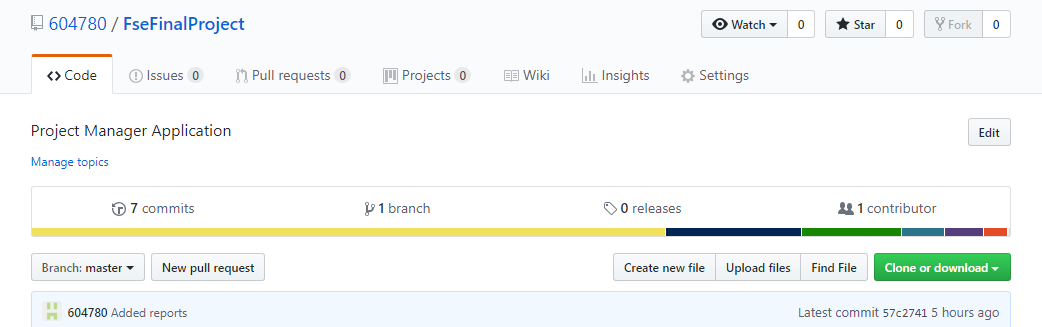 604780 / FseFinalProject Watch 0 Star 0 Fork 0
Code Issues 0 Pull requests 0 Projects 0 Wiki Insights Settings
Project Manager Application Edit
Manage topics
7 commits 1 branch 0 releases 1 contributor
Branch: master New pull request Create new file Upload files Find File Clone or download
604780 Added reports Latest commit 57c2741 5 hours ago